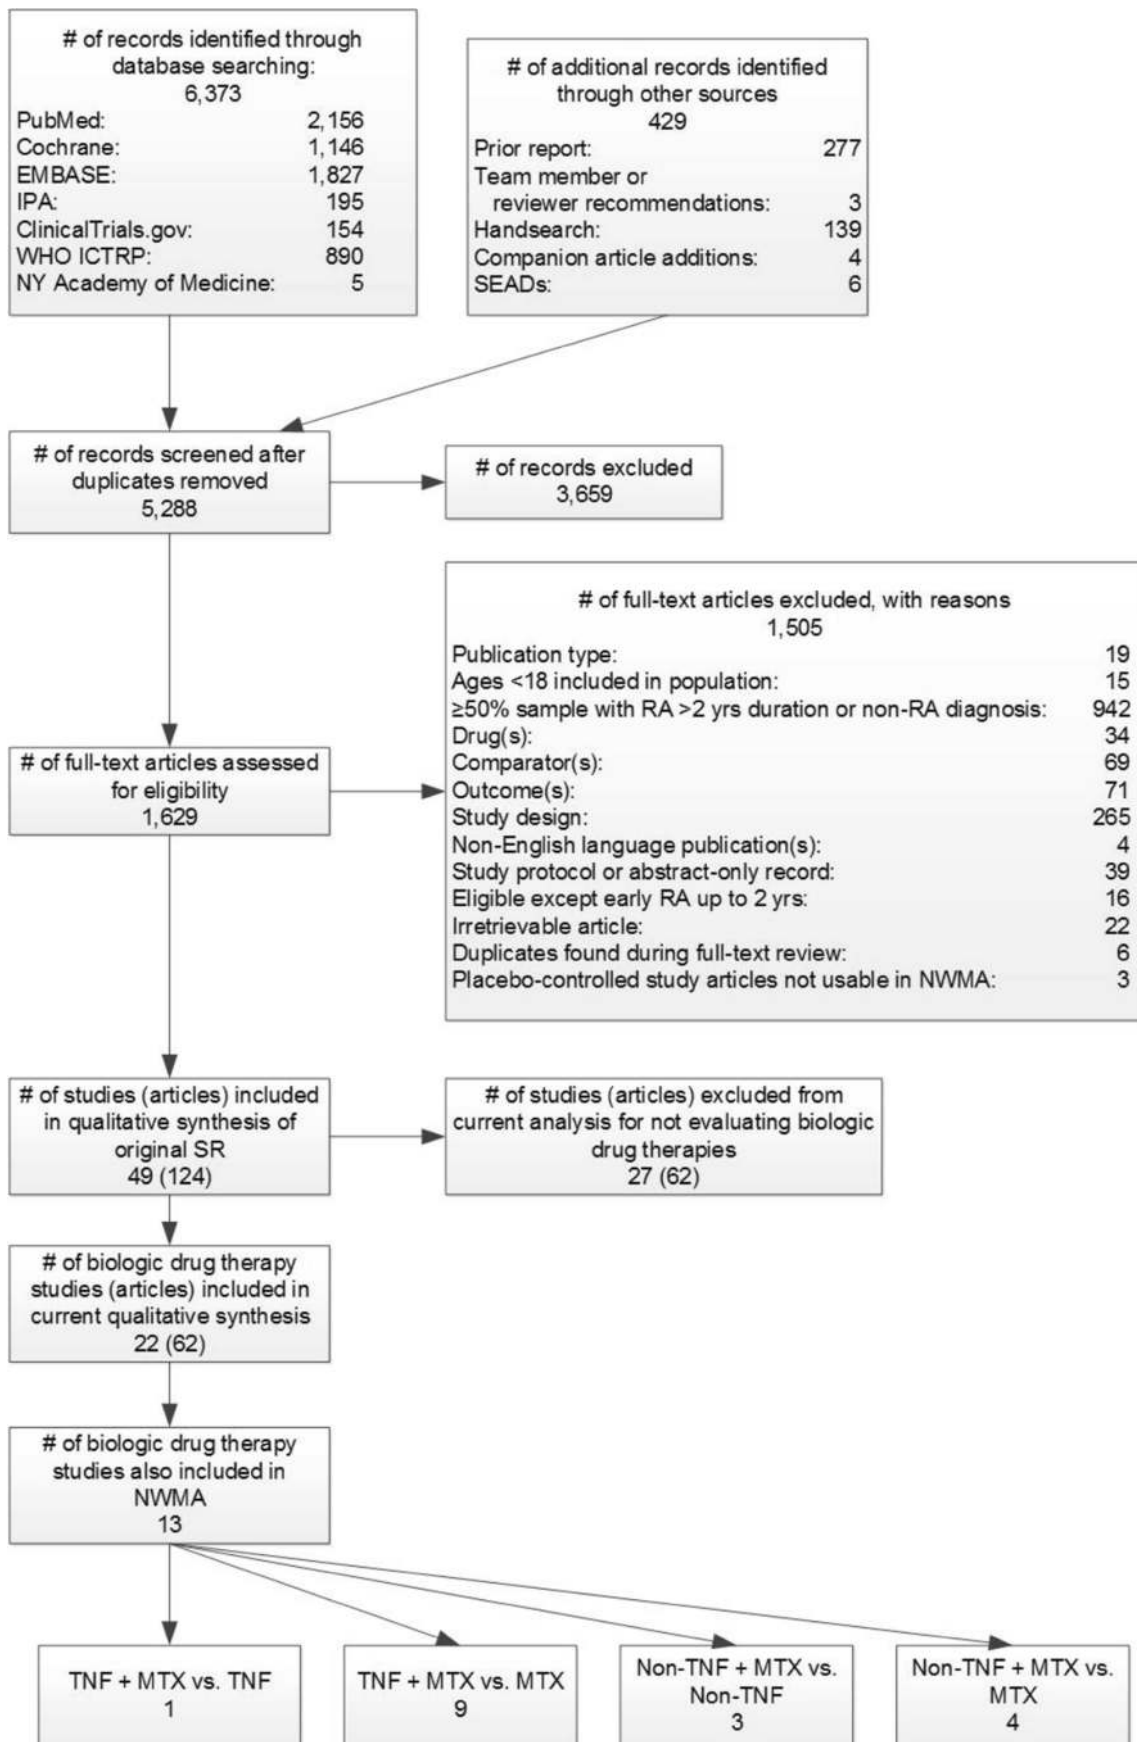 # of records identified through
database searching:
6,373
PubMed: 2,156
Cochrane: 1,146
EMBASE: 1,827
IPA: 195
ClinicalTrials.gov: 154
WHO ICTRP: 890
NY Academy of Medicine: 5
# of additional records identified
through other sources
429
Prior report: 277
Team member or
reviewer recommendations: 3
Handsearch: 139
Companion article additions: 4
SEADs: 6
# of records screened after
duplicates removed
5,288
# of records excluded
3,659
# of full-text articles assessed
for eligibility
1,629
# of full-text articles excluded, with reasons
1,505
Publication type: 19
Ages <18 included in population: 15
≥50% sample with RA >2 yrs duration or non-RA diagnosis: 942
Drug(s): 34
Comparator(s): 69
Outcome(s): 71
Study design: 265
Non-English language publication(s): 4
Study protocol or abstract-only record: 39
Eligible except early RA up to 2 yrs: 16
Irretrievable article: 22
Duplicates found during full-text review: 6
Placebo-controlled study articles not usable in NWMA: 3
# of studies (articles) included
in qualitative synthesis of
original SR
49 (124)
# of studies (articles) excluded from
current analysis for not evaluating biologic
drug therapies
27 (62)
# of biologic drug therapy
studies (articles) included in
current qualitative synthesis
22 (62)
# of biologic drug therapy
studies also included in
NWMA
13
TNF + MTX vs. TNF
1
TNF + MTX vs. MTX
9
Non-TNF + MTX vs.
Non-TNF
3
Non-TNF + MTX vs.
MTX
4